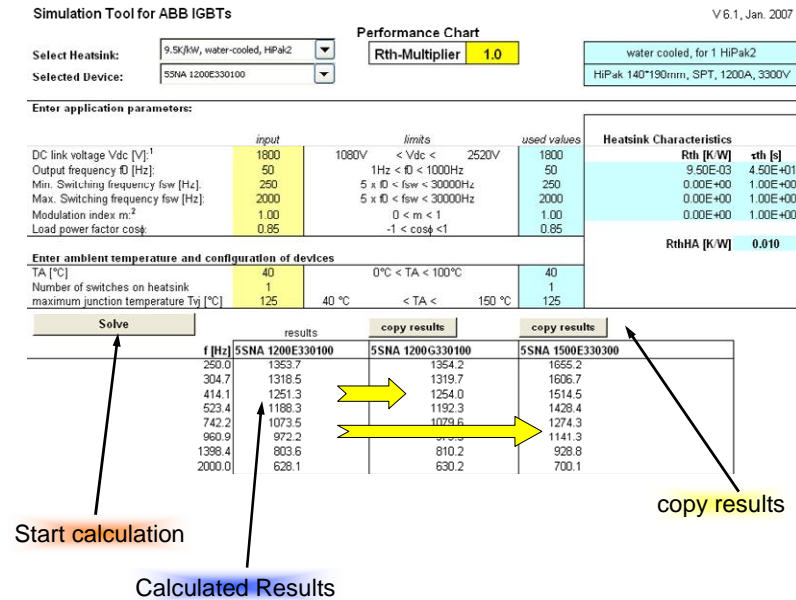 Simulation Tool for ABB IGBTs V 6.1, Jan. 2007
Performance Chart
Select Heatsink: 9.5K/kW, water-cooled, HiPak2 Rth-Multiplier 1.0 water cooled, for 1 HiPak2
Selected Device: 5SNA 1200E330100 HiPak 140*190mm, SPT, 1200A, 3300V
Enter application parameters:
input limits used values Heatsink Characteristics
DC link voltage Vdc [V]:1 1800 1080V < Vdc < 2520V 1800 Rth [K/W] τth [s]
Output frequency f0 [Hz]: 50 1Hz < f0 < 1000Hz 50 9.50E-03 4.50E+01
Min. Switching frequency fsw [Hz]: 250 5 x f0 < fsw < 30000Hz 250 0.00E+00 1.00E+00
Max. Switching frequency fsw [Hz]: 2000 5 x f0 < fsw < 30000Hz 2000 0.00E+00 1.00E+00
Modulation index m:2 1.00 0 < m < 1 1.00 0.00E+00 1.00E+00
Load power factor cosϕ: 0.85 -1 < cosϕ <1 0.85
RthHA [K/W] 0.010
Enter ambient temperature and configuration of devices
TA [°C] 40 0°C < TA < 100°C 40
Number of switches on heatsink 1 1
maximum junction temperature Tvj [°C] 125 40 °C < TA < 150 °C 125
Solve results copy results copy results
f [Hz] 5SNA 1200E330100 5SNA 1200G330100 5SNA 1500E330300
250.0 1353.7 1354.2 1655.2
304.7 1318.5 1319.7 1606.7
414.1 1251.3 1254.0 1514.5
523.4 1188.3 1192.3 1428.4
742.2 1073.5 1079.6 1274.3
960.9 972.2 1141.3
1398.4 803.6 810.2 928.8
2000.0 628.1 630.2 700.1
copy results
Start calculation
Calculated Results